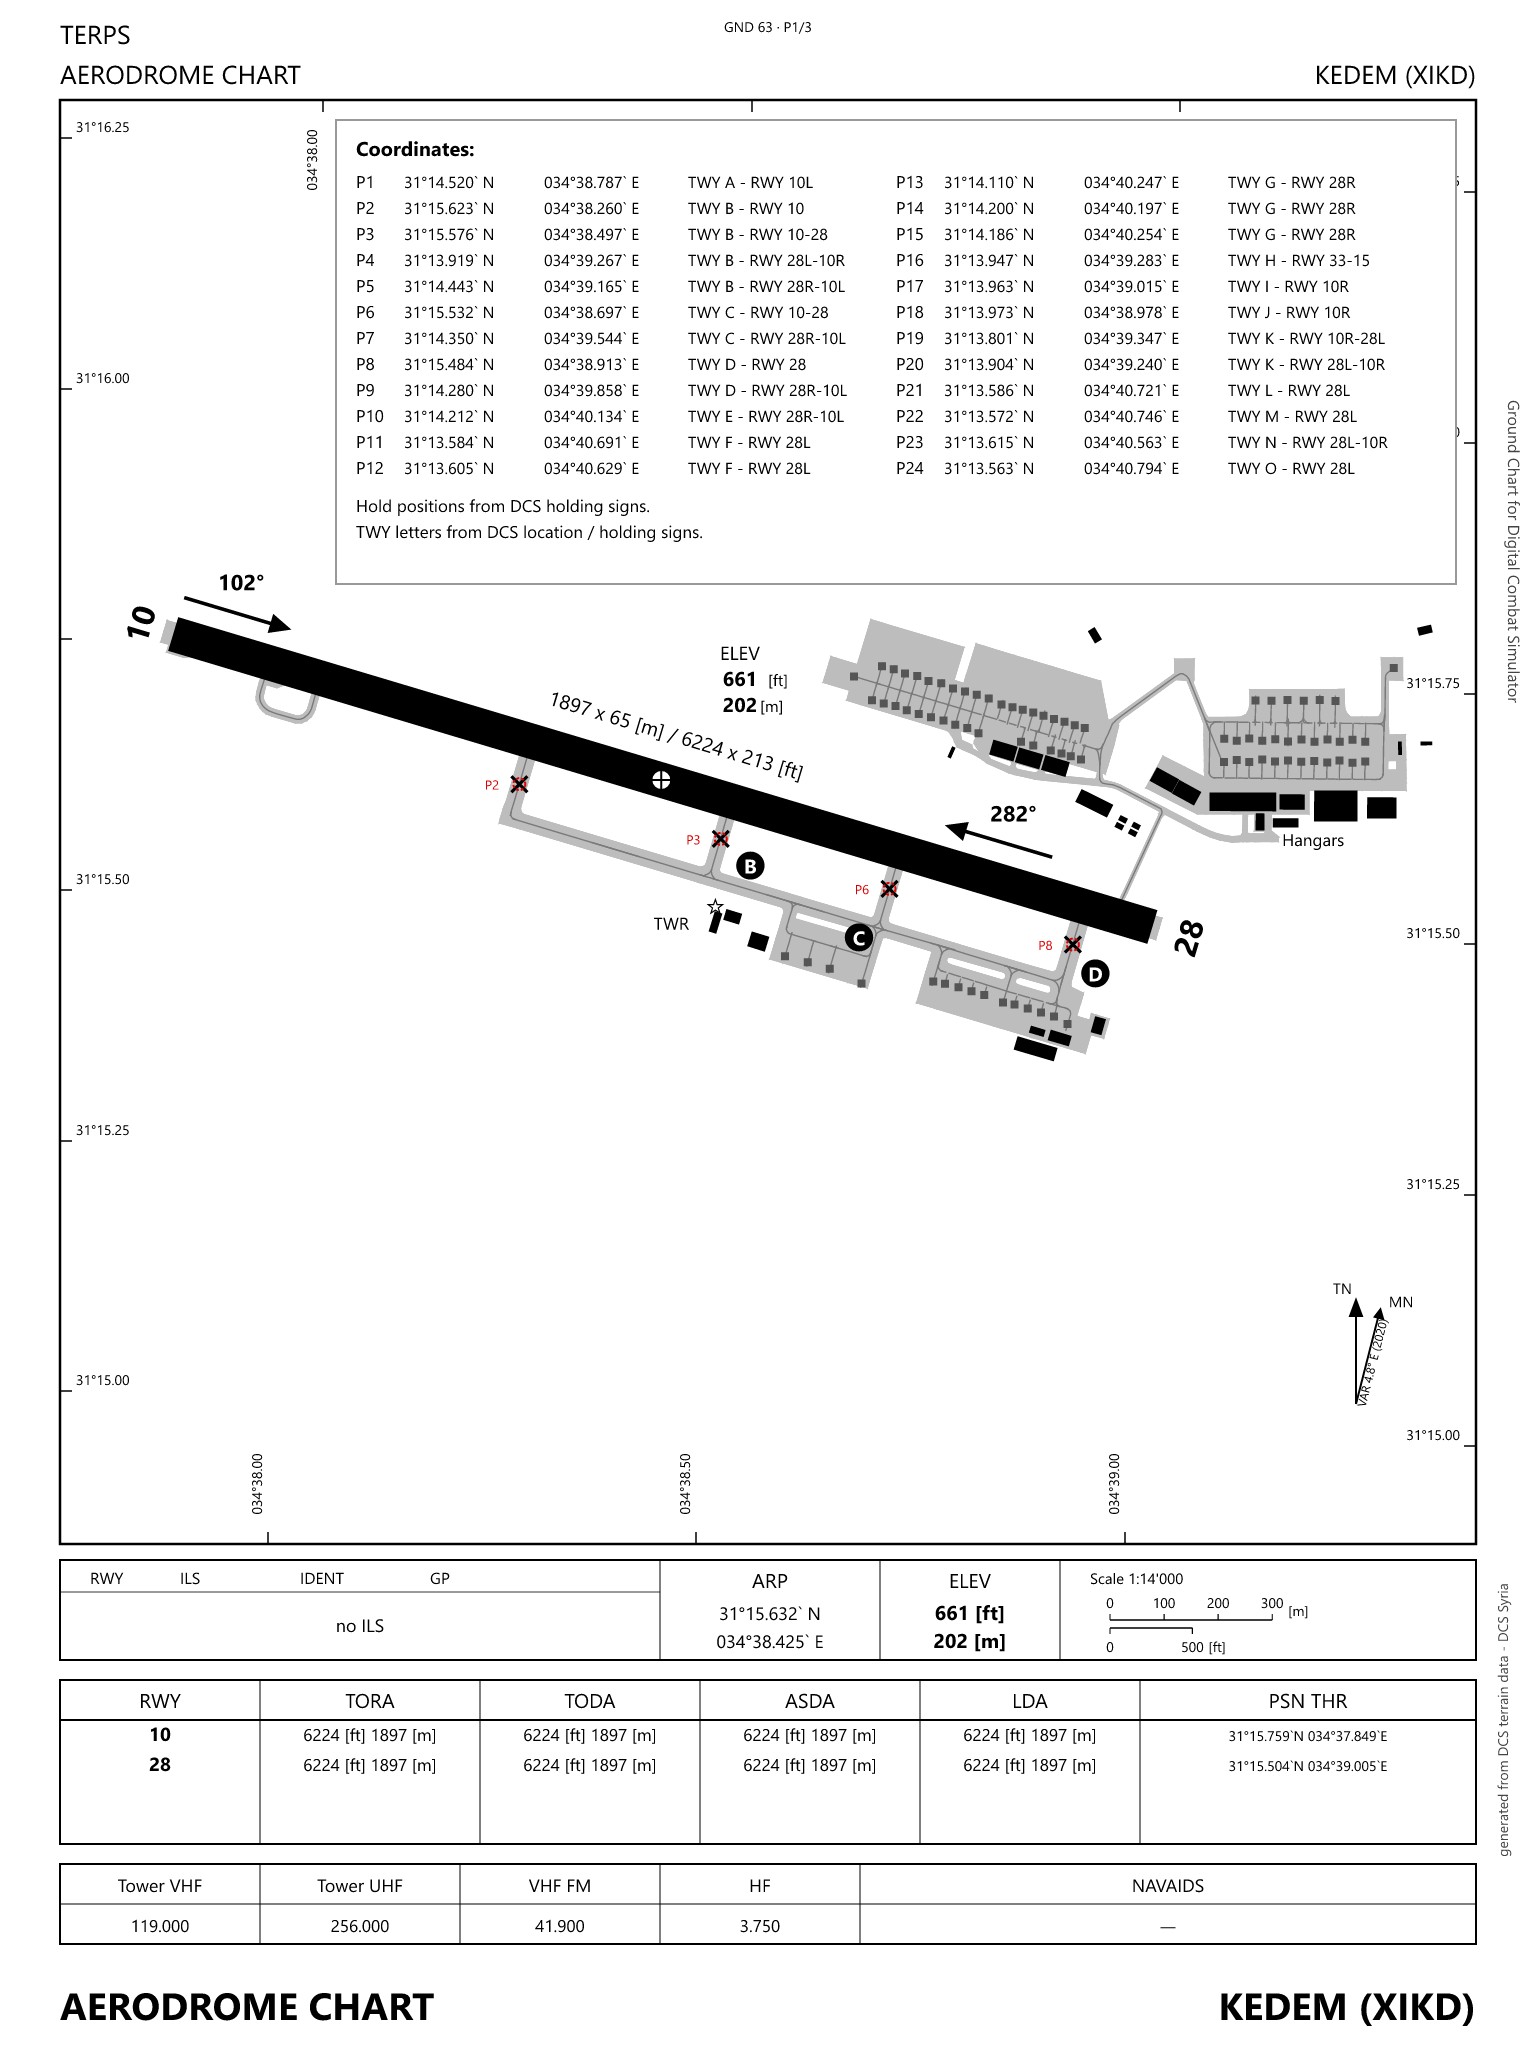 GND 63 · P1/3
TERPS
AERODROME CHART
KEDEM (XIKD)
31°16.25
034°38.00
Coordinates:
P1 31°14.520` N 034°38.787` E TWY A - RWY 10L
P2 31°15.623` N 034°38.260` E TWY B - RWY 10
P3 31°15.576` N 034°38.497` E TWY B - RWY 10-28
P4 31°13.919` N 034°39.267` E TWY B - RWY 28L-10R
P5 31°14.443` N 034°39.165` E TWY B - RWY 28R-10L
P6 31°15.532` N 034°38.697` E TWY C - RWY 10-28
P7 31°14.350` N 034°39.544` E TWY C - RWY 28R-10L
P8 31°15.484` N 034°38.913` E TWY D - RWY 28
P9 31°14.280` N 034°39.858` E TWY D - RWY 28R-10L
P10 31°14.212` N 034°40.134` E TWY E - RWY 28R-10L
P11 31°13.584` N 034°40.691` E TWY F - RWY 28L
P12 31°13.605` N 034°40.629` E TWY F - RWY 28L
P13 31°14.110` N 034°40.247` E TWY G - RWY 28R
P14 31°14.200` N 034°40.197` E TWY G - RWY 28R
P15 31°14.186` N 034°40.254` E TWY G - RWY 28R
P16 31°13.947` N 034°39.283` E TWY H - RWY 33-15
P17 31°13.963` N 034°39.015` E TWY I - RWY 10R
P18 31°13.973` N 034°38.978` E TWY J - RWY 10R
P19 31°13.801` N 034°39.347` E TWY K - RWY 10R-28L
P20 31°13.904` N 034°39.240` E TWY K - RWY 28L-10R
P21 31°13.586` N 034°40.721` E TWY L - RWY 28L
P22 31°13.572` N 034°40.746` E TWY M - RWY 28L
P23 31°13.615` N 034°40.563` E TWY N - RWY 28L-10R
P24 31°13.563` N 034°40.794` E TWY O - RWY 28L
Hold positions from DCS holding signs.
TWY letters from DCS location / holding signs.
31°16.00
102°
10
ELEV
661 [ft]
202 [m]
1897 x 65 [m] / 6224 x 213 [ft]
31°15.75
P2
P3
B
282°
Hangars
31°15.50
P6
TWR
C
P8
28
31°15.50
D
31°15.25
31°15.25
TN
MN
VAR 4.8° E (2020)
31°15.00
31°15.00
034°38.00
034°38.50
034°39.00
Ground Chart for Digital Combat Simulator
RWY ILS IDENT GP
no ILS
ARP
31°15.632` N
034°38.425` E
ELEV
661 [ft]
202 [m]
Scale 1:14'000
0 100 200 300 [m]
0 500 [ft]
RWY TORA TODA ASDA LDA PSN THR
10 6224 [ft] 1897 [m] 6224 [ft] 1897 [m] 6224 [ft] 1897 [m] 6224 [ft] 1897 [m] 31°15.759`N 034°37.849`E
28 6224 [ft] 1897 [m] 6224 [ft] 1897 [m] 6224 [ft] 1897 [m] 6224 [ft] 1897 [m] 31°15.504`N 034°39.005`E
generated from DCS terrain data - DCS Syria
Tower VHF Tower UHF VHF FM HF NAVAIDS
119.000 256.000 41.900 3.750 —
AERODROME CHART
KEDEM (XIKD)